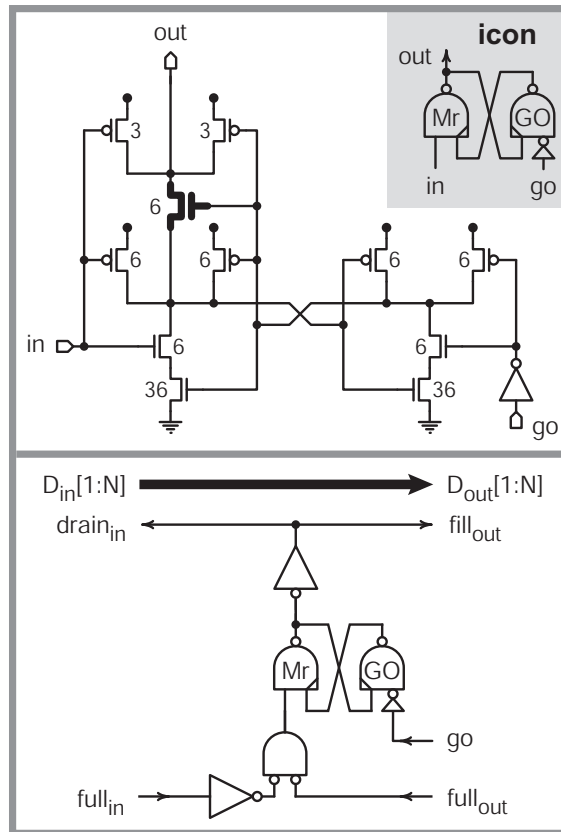 out
icon
out
Mr
GO
in
go
3
3
6
6
6
6
6
in
6
6
36
36
go
D_in[1:N]
D_out[1:N]
drain_in
fill_out
Mr
GO
go
full_in
full_out